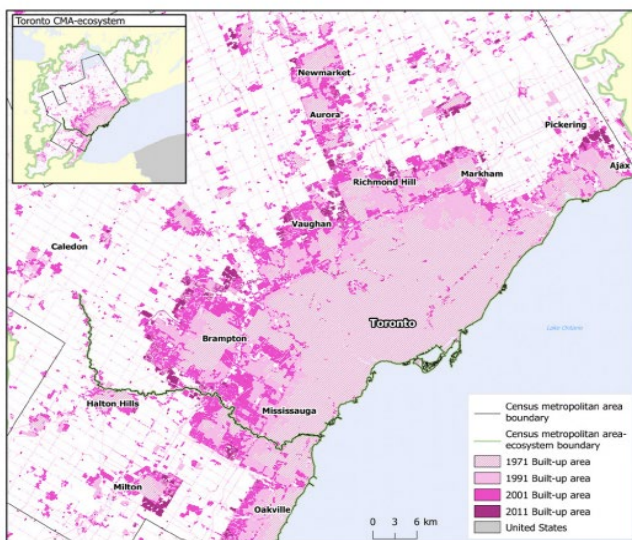 Toronto CMA-ecosystem
Newmarket
Aurora
Pickering
Ajax
Markham
Richmond Hill
Vaughan
Caledon
Toronto
Lake Ontario
Brampton
Halton Hills
Mississauga
Milton
Oakville
0 3 6 km
Census metropolitan area
boundary
Census metropolitan area-
ecosystem boundary
1971 Built-up area
1991 Built-up area
2001 Built-up area
2011 Built-up area
United States